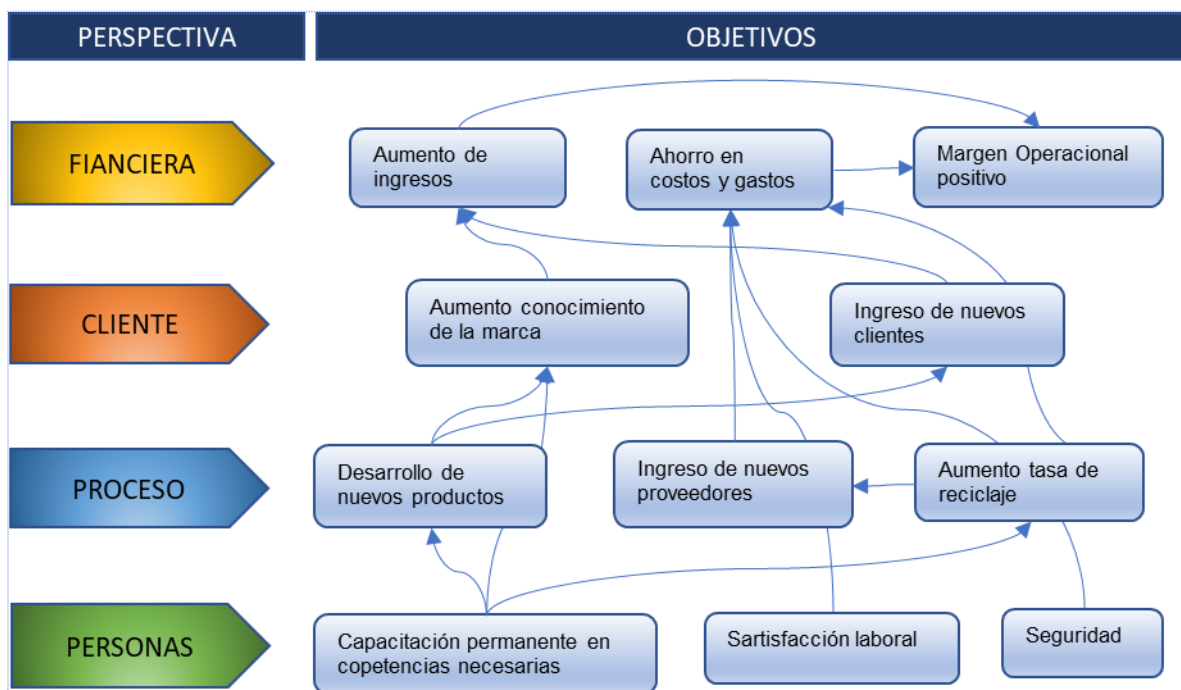 PERSPECTIVA
OBJETIVOS
FIANCIERA
Aumento de
ingresos
Ahorro en
costos y gastos
Margen Operacional
positivo
CLIENTE
Aumento conocimiento
de la marca
Ingreso de nuevos
clientes
PROCESO
Desarrollo de
nuevos productos
Ingreso de nuevos
proveedores
Aumento tasa de
reciclaje
PERSONAS
Capacitación permanente en
copetencias necesarias
Sartisfacción laboral
Seguridad